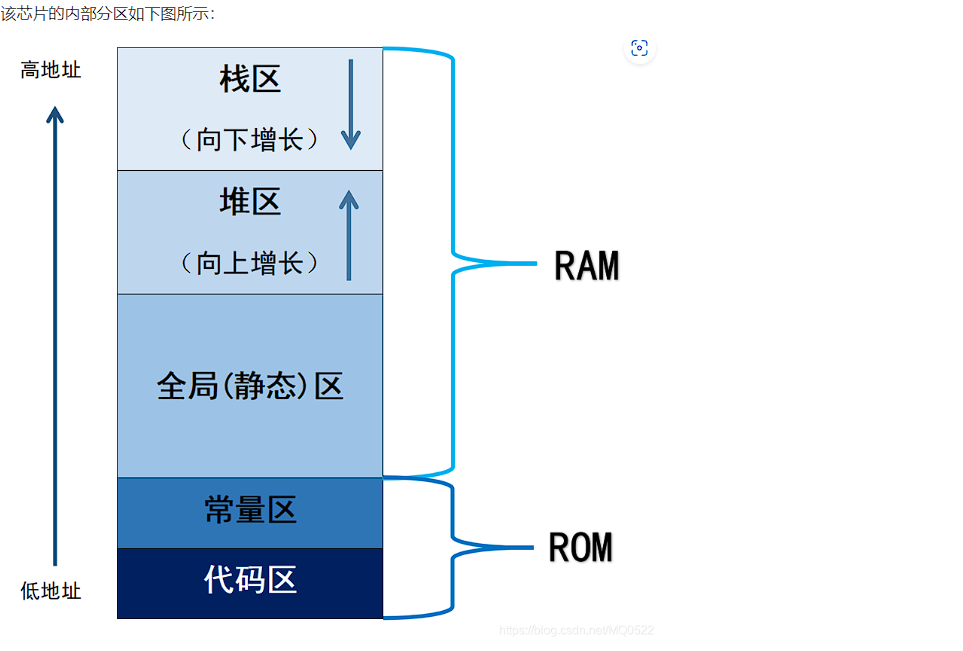 该芯片的内部分区如下图所示：
高地址
栈区
（向下增长）
堆区
（向上增长）
RAM
全局(静态)区
常量区
ROM
代码区
低地址
https://blog.csdn.net/MQ0522